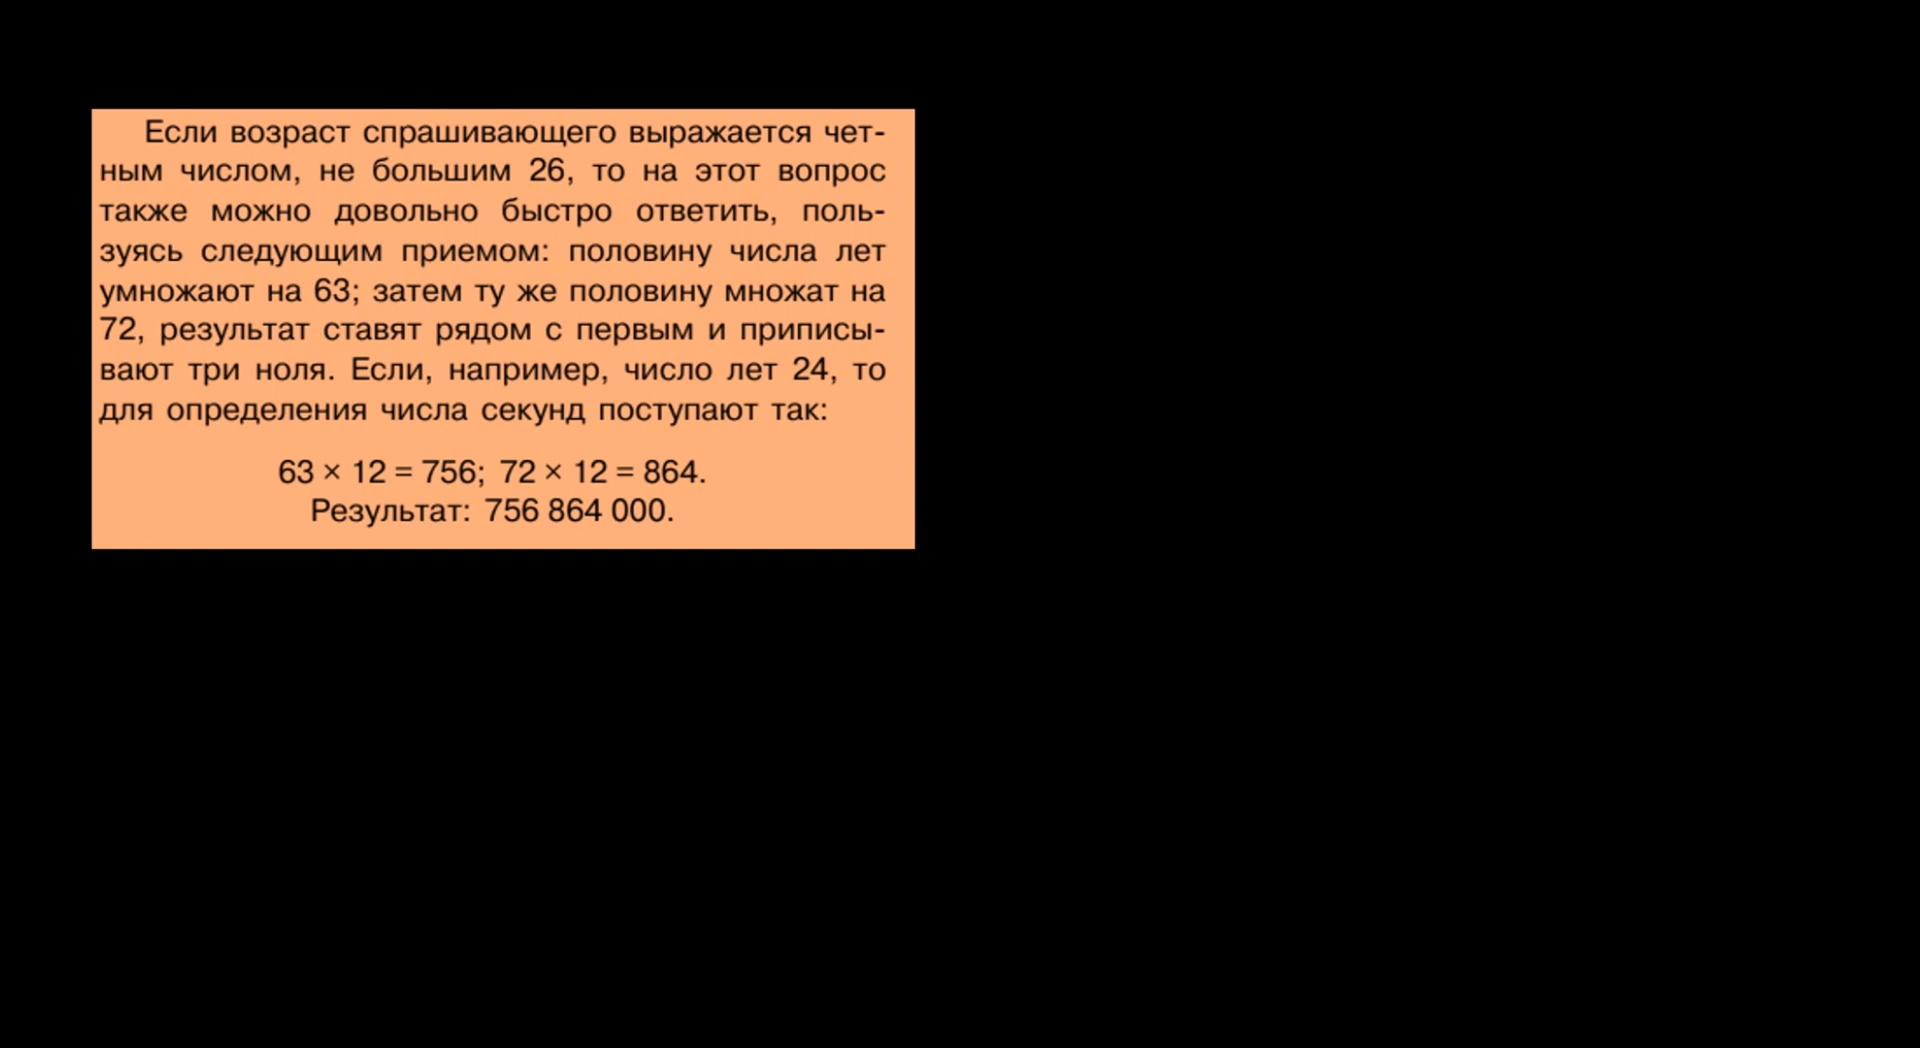 Если возраст спрашивающего выражается чет-
ным числом, не большим 26, то на этот вопрос
также можно довольно быстро ответить, поль-
зуясь следующим приемом: половину числа лет
умножают на 63; затем ту же половину множат на
72, результат ставят рядом с первым и приписы-
вают три ноля. Если, например, число лет 24, то
для определения числа секунд поступают так:
63 × 12 = 756; 72 × 12 = 864.
Результат: 756 864 000.